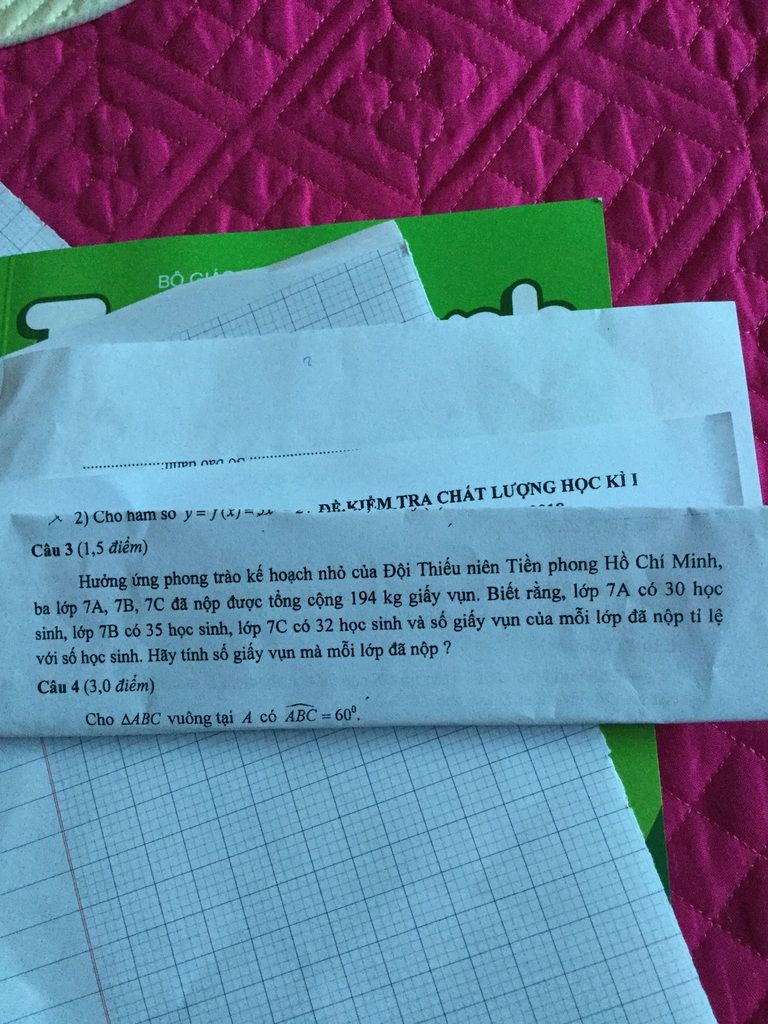 BỘ GIÁO
ĐỀ KIỂM TRA CHẤT LƯỢNG HỌC KÌ I
2) Cho hàm số y = f(x) =
Câu 3 (1,5 điểm)
Hưởng ứng phong trào kế hoạch nhỏ của Đội Thiếu niên Tiền phong Hồ Chí Minh,
ba lớp 7A, 7B, 7C đã nộp được tổng cộng 194 kg giấy vụn. Biết rằng, lớp 7A có 30 học
sinh, lớp 7B có 35 học sinh, lớp 7C có 32 học sinh và số giấy vụn của mỗi lớp đã nộp tỉ lệ
với số học sinh. Hãy tính số giấy vụn mà mỗi lớp đã nộp ?
Câu 4 (3,0 điểm)
Cho ΔABC vuông tại A có \widehat{ABC} = 60⁰.